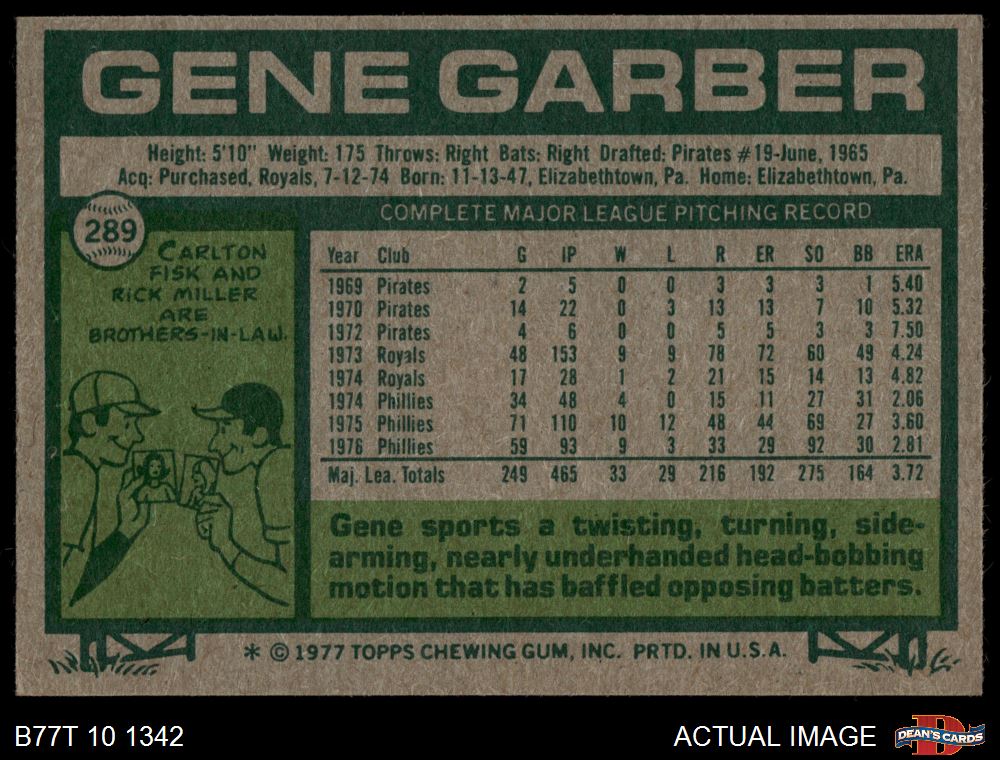 GENE GARBER
Height: 5'10" Weight: 175 Throws: Right Bats: Right Drafted: Pirates #19-June, 1965
Acq: Purchased, Royals, 7-12-74 Born: 11-13-47, Elizabethtown, Pa. Home: Elizabethtown, Pa.
289
CARLTON
FISK AND
RICK MILLER
ARE
BROTHERS-IN-LAW.
COMPLETE MAJOR LEAGUE PITCHING RECORD
Year Club G IP W L R ER SO BB ERA
1969 Pirates 2 5 0 0 3 3 3 1 5.40
1970 Pirates 14 22 0 3 13 13 7 10 5.32
1972 Pirates 4 6 0 0 5 5 3 3 7.50
1973 Royals 48 153 9 9 78 72 60 49 4.24
1974 Royals 17 28 1 2 21 15 14 13 4.82
1974 Phillies 34 48 4 0 15 11 27 31 2.06
1975 Phillies 71 110 10 12 48 44 69 27 3.60
1976 Phillies 59 93 9 3 33 29 92 30 2.81
Maj. Lea. Totals 249 465 33 29 216 192 275 164 3.72
Gene sports a twisting, turning, side-
arming, nearly underhanded head-bobbing
motion that has baffled opposing batters.
* © 1977 TOPPS CHEWING GUM, INC. PRTD. IN U.S.A.
B77T 10 1342
ACTUAL IMAGE
D
DEAN'S CARDS